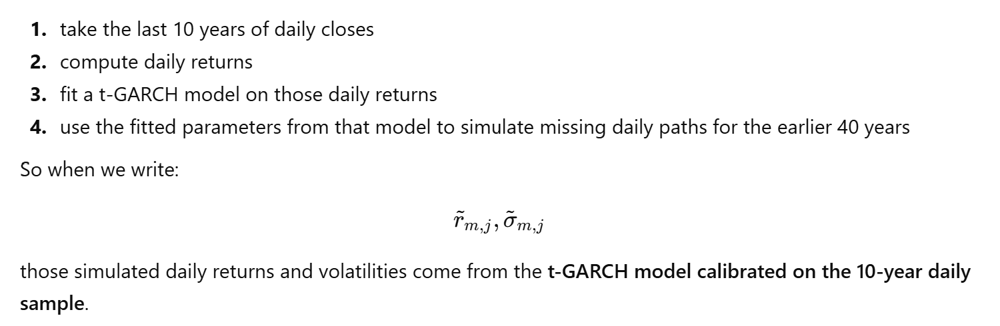 1. take the last 10 years of daily closes
2. compute daily returns
3. fit a t-GARCH model on those daily returns
4. use the fitted parameters from that model to simulate missing daily paths for the earlier 40 years
So when we write:
r̃m,j, σ̃m,j
those simulated daily returns and volatilities come from the t-GARCH model calibrated on the 10-year daily
sample.